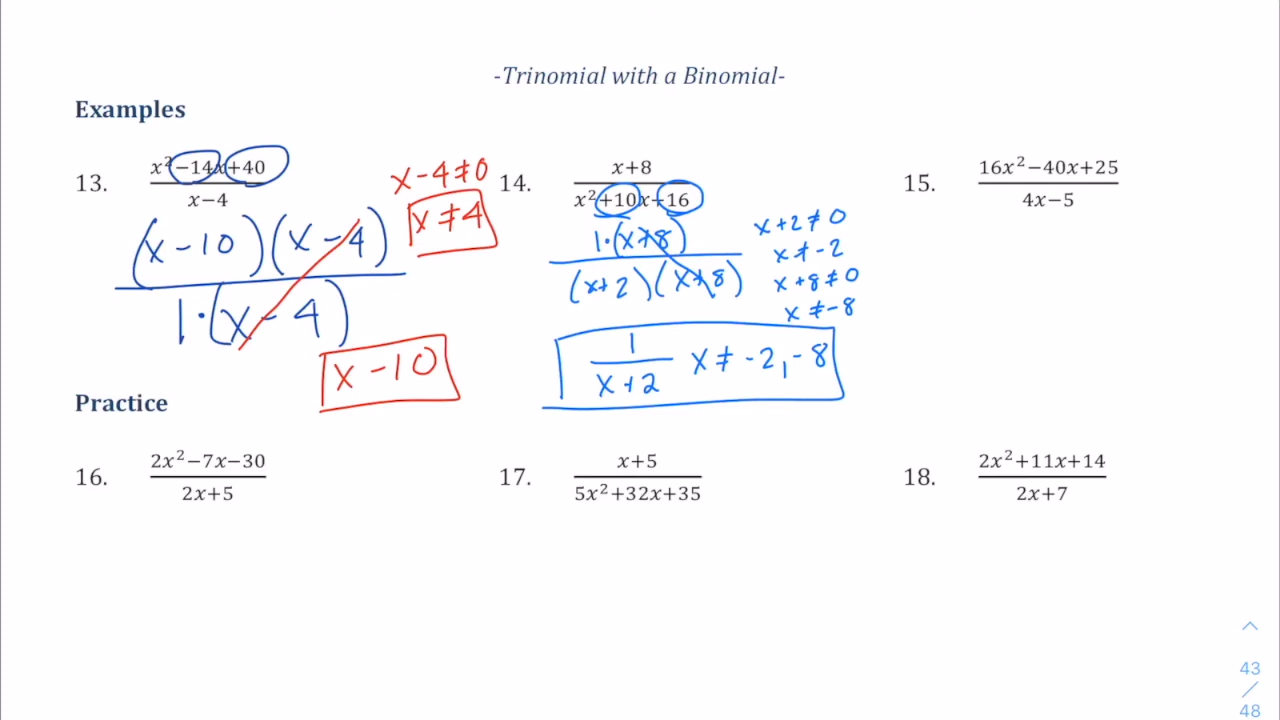 -Trinomial with a Binomial-
Examples
13. x²−14x+40
x−4
(x-10)(x-4)
1·(x-4)
x-4≠0
x≠4
x-10
14. x+8
x²+10x+16
1·(x+8)
(x+2)(x+8)
x+2≠0
x≠-2
x+8≠0
x≠-8
1
x+2
x≠-2,-8
15. 16x²−40x+25
4x−5
Practice
16. 2x²−7x−30
2x+5
17. x+5
5x²+32x+35
18. 2x²+11x+14
2x+7
43
/
48